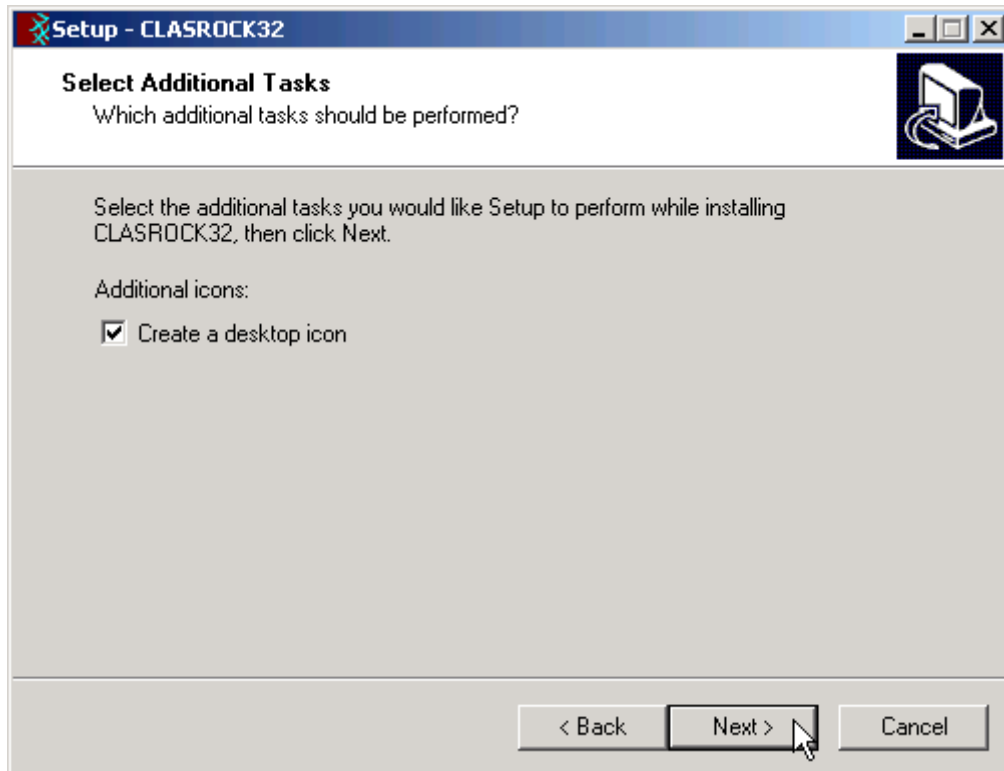 Setup - CLASROCK32
Select Additional Tasks
Which additional tasks should be performed?
Select the additional tasks you would like Setup to perform while installing
CLASROCK32, then click Next.
Additional icons:
Create a desktop icon
< Back
Next >
Cancel